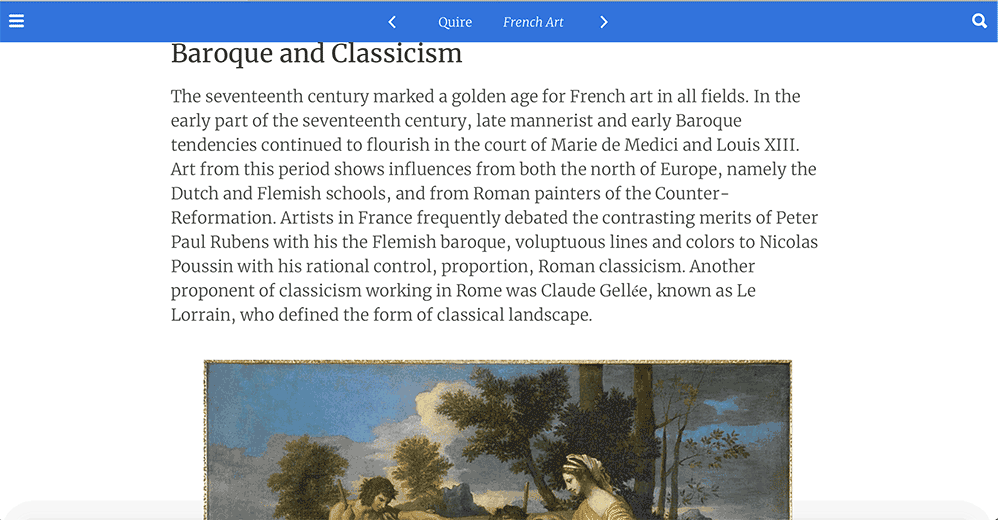 Quire French Art
Baroque and Classicism
The seventeenth century marked a golden age for French art in all fields. In the
early part of the seventeenth century, late mannerist and early Baroque
tendencies continued to flourish in the court of Marie de Medici and Louis XIII.
Art from this period shows influences from both the north of Europe, namely the
Dutch and Flemish schools, and from Roman painters of the Counter-
Reformation. Artists in France frequently debated the contrasting merits of Peter
Paul Rubens with his the Flemish baroque, voluptuous lines and colors to Nicolas
Poussin with his rational control, proportion, Roman classicism. Another
proponent of classicism working in Rome was Claude Gellée, known as Le
Lorrain, who defined the form of classical landscape.